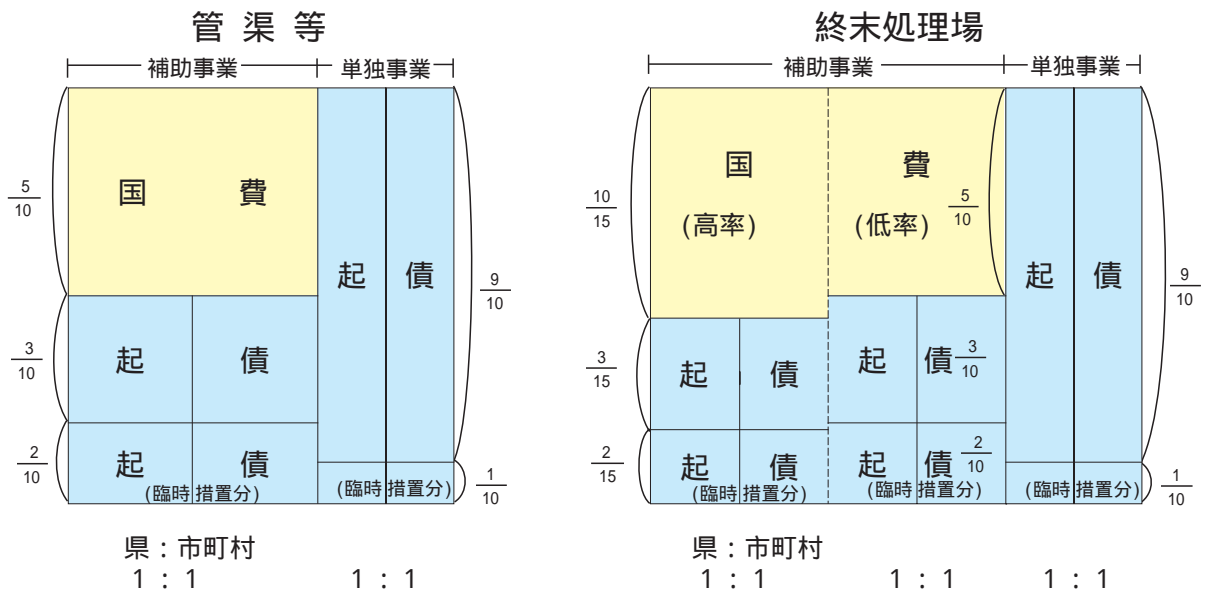 管渠等
補助事業 単独事業
国費
起債
起債
起債
(臨時措置分)
(臨時措置分)
5/10
3/10
2/10
9/10
1/10
県：市町村
1：1 1：1
終末処理場
補助事業 単独事業
国費
(高率) (低率)
10/15
5/10
起債
起債 3/10
起債
9/10
3/15
起債
起債 2/10
2/15
(臨時措置分) (臨時措置分) (臨時措置分)
1/10
県：市町村
1：1 1：1 1：1